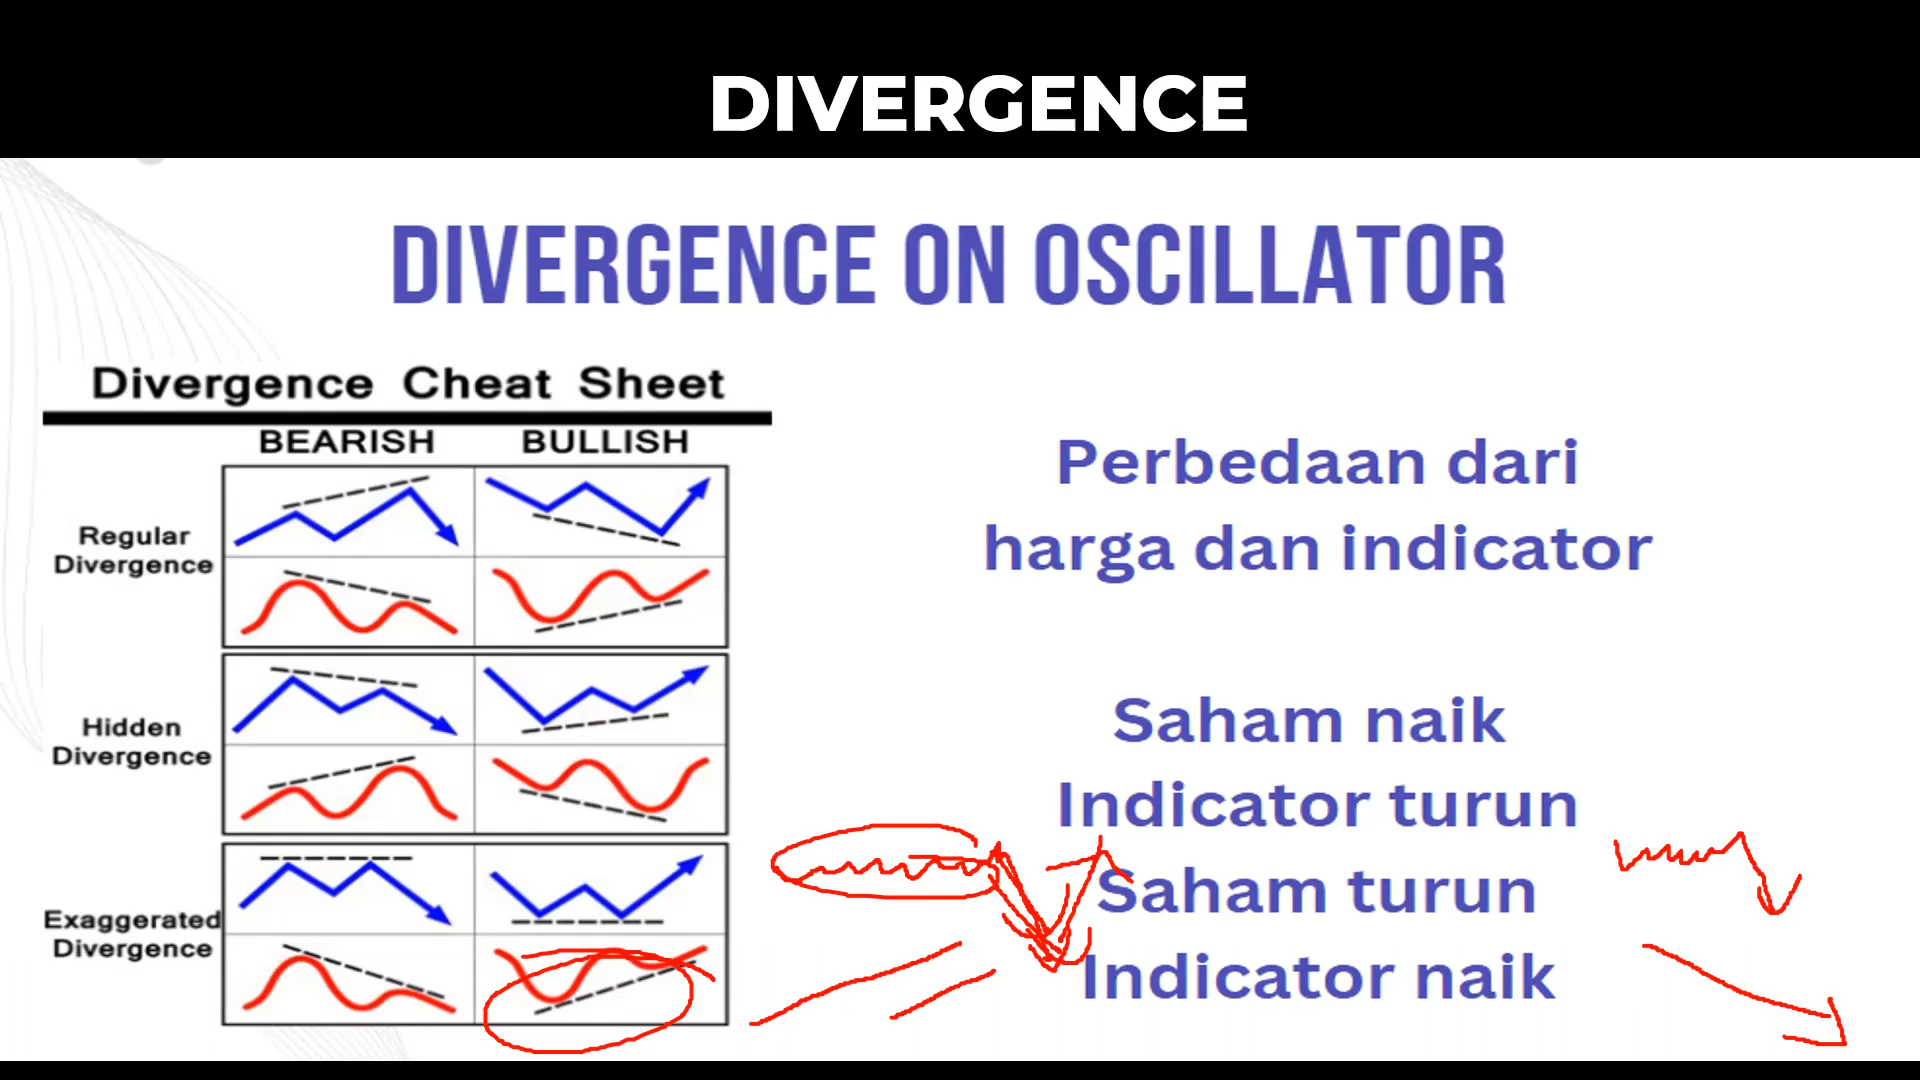 DIVERGENCE
DIVERGENCE ON OSCILLATOR
Divergence Cheat Sheet
BEARISH BULLISH
Regular
Divergence
Hidden
Divergence
Exaggerated
Divergence
Perbedaan dari
harga dan indicator
Saham naik
Indicator turun
Saham turun
Indicator naik